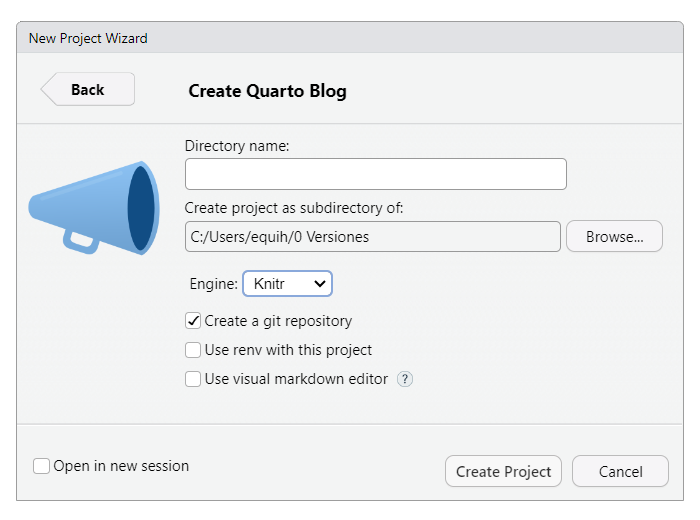 New Project Wizard
Back
Create Quarto Blog
Directory name:
Create project as subdirectory of:
C:/Users/equih/0 Versiones
Browse...
Engine: Knitr
Create a git repository
Use renv with this project
Use visual markdown editor ?
Open in new session
Create Project
Cancel